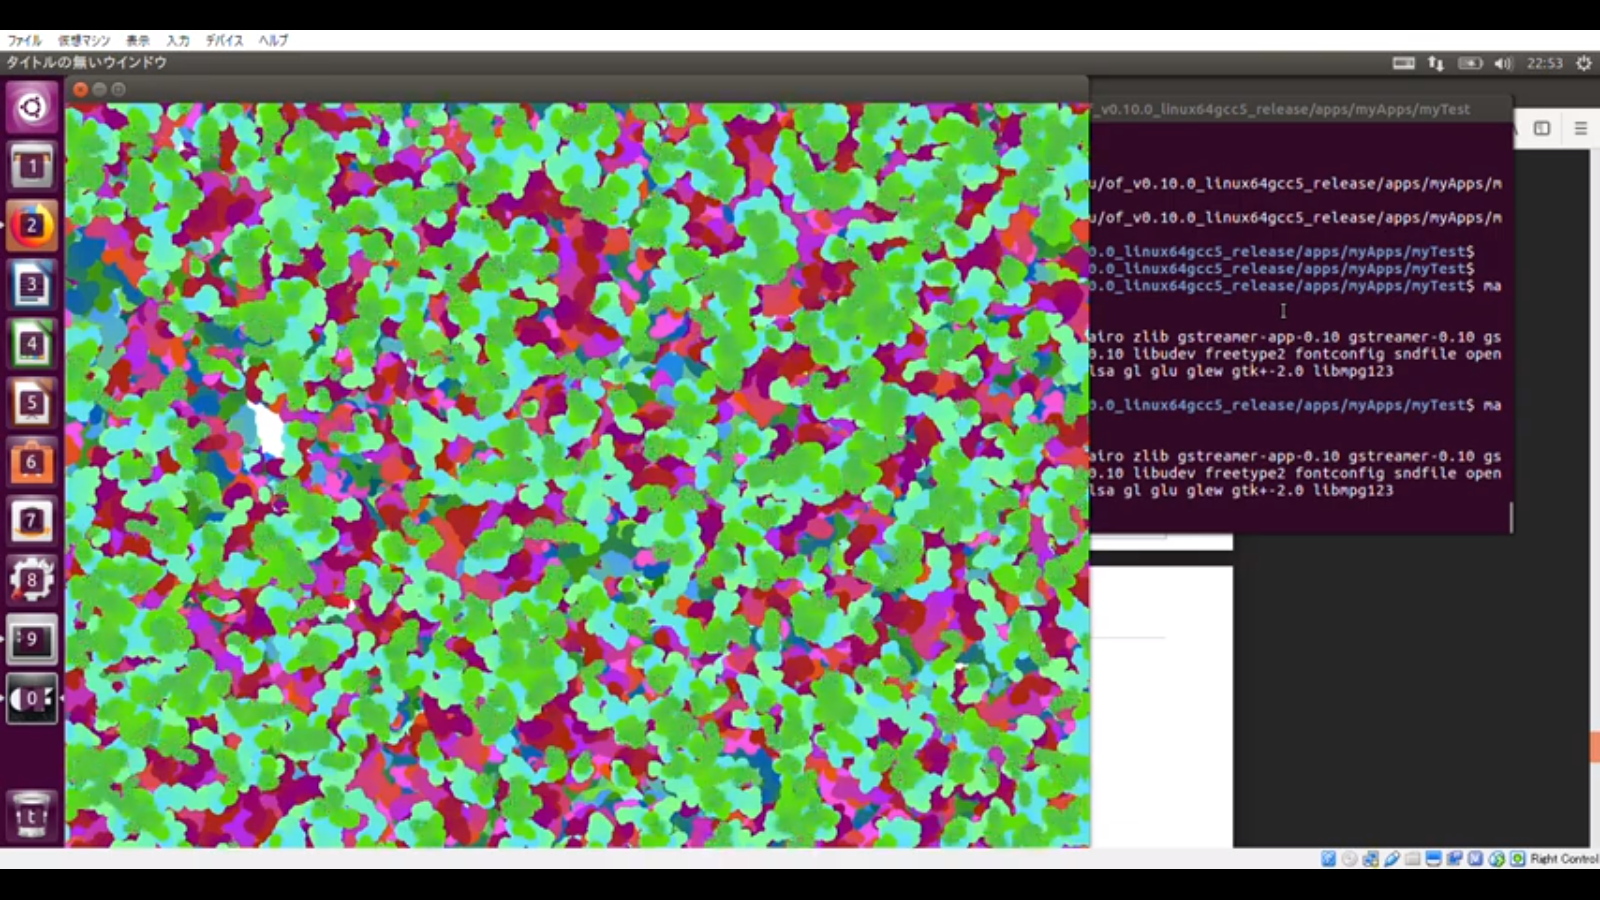 ファイル 仮想マシン 表示 入力 デバイス ヘルプ
タイトルの無いウインドウ
22:53
_v0.10.0_linux64gcc5_release/apps/myApps/myTest
1
2
3
4
5
6
7
8
9
0
t
u/of_v0.10.0_linux64gcc5_release/apps/myApps/m
u/of_v0.10.0_linux64gcc5_release/apps/myApps/m
0.0_linux64gcc5_release/apps/myApps/myTest$
0.0_linux64gcc5_release/apps/myApps/myTest$
0.0_linux64gcc5_release/apps/myApps/myTest$ ma
airo zlib gstreamer-app-0.10 gstreamer-0.10 gs
0.10 libudev freetype2 fontconfig sndfile open
lsa gl glu glew gtk+-2.0 libmpg123
0.0_linux64gcc5_release/apps/myApps/myTest$ ma
airo zlib gstreamer-app-0.10 gstreamer-0.10 gs
0.10 libudev freetype2 fontconfig sndfile open
lsa gl glu glew gtk+-2.0 libmpg123
Right Control